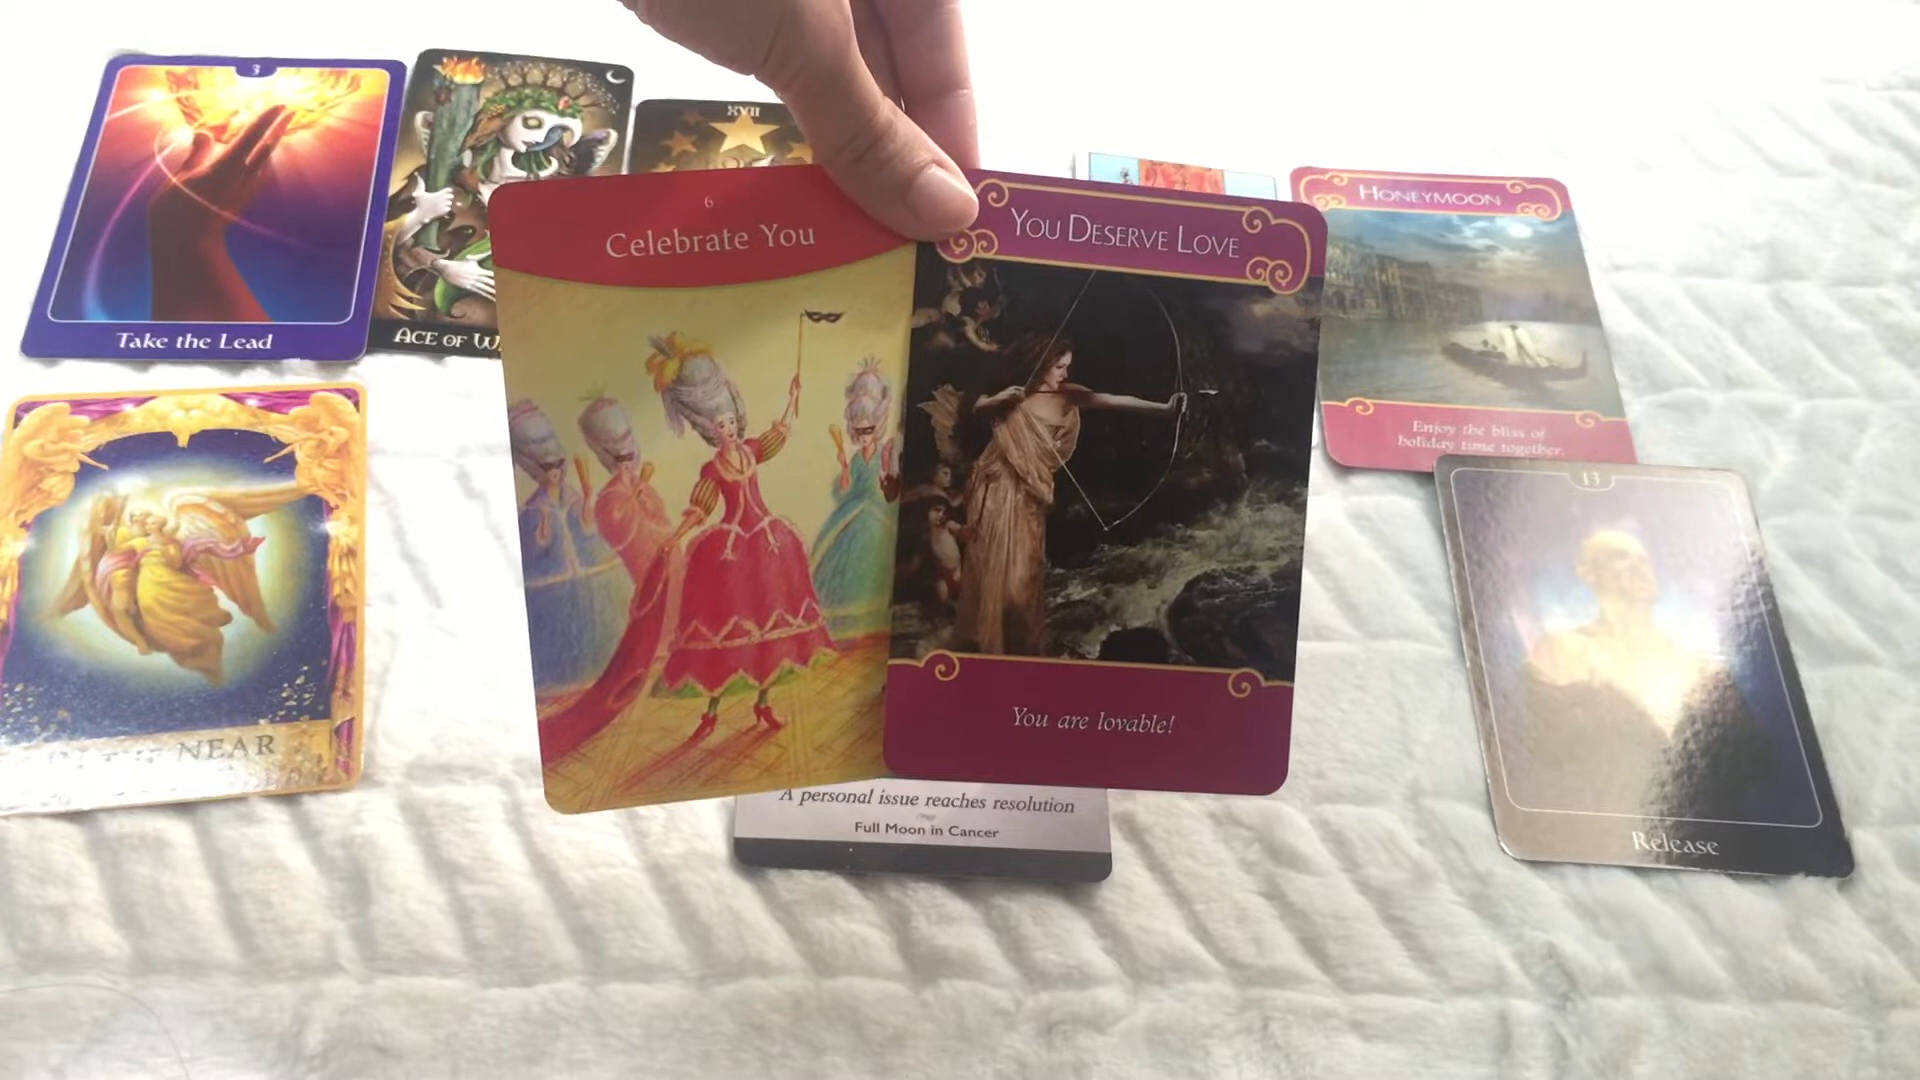 3
Take the Lead
ACE OF W
XVII
6
Celebrate You
YOU DESERVE LOVE
You are lovable!
HONEYMOON
Enjoy the bliss of
holiday time together.
NEAR
A personal issue reaches resolution
Full Moon in Cancer
13
Release